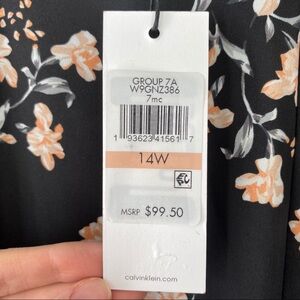 GROUP 7A
W9GNZ386
7mc
1 93623 41561 7
14W
MSRP $99.50
calvinklein.com